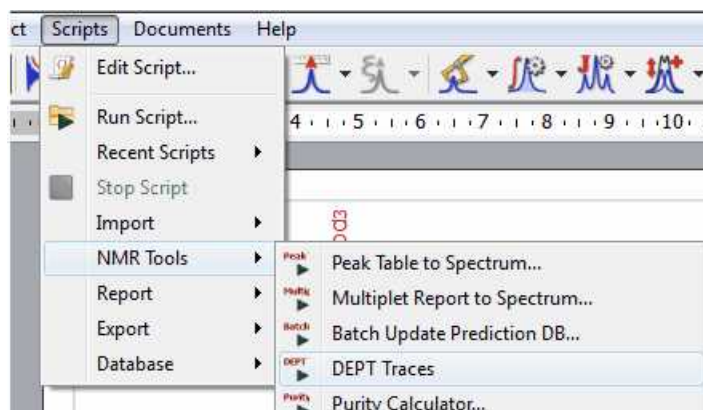 ct Scripts Documents Help
Edit Script...
4 5 6 7 8 9 10
Run Script...
Recent Scripts
Stop Script
Import
od3
NMR Tools
Peak Peak Table to Spectrum...
Report
Multip Multiplet Report to Spectrum...
Export
Batch Batch Update Prediction DB...
Database
DEPT DEPT Traces
Purity Purity Calculator...